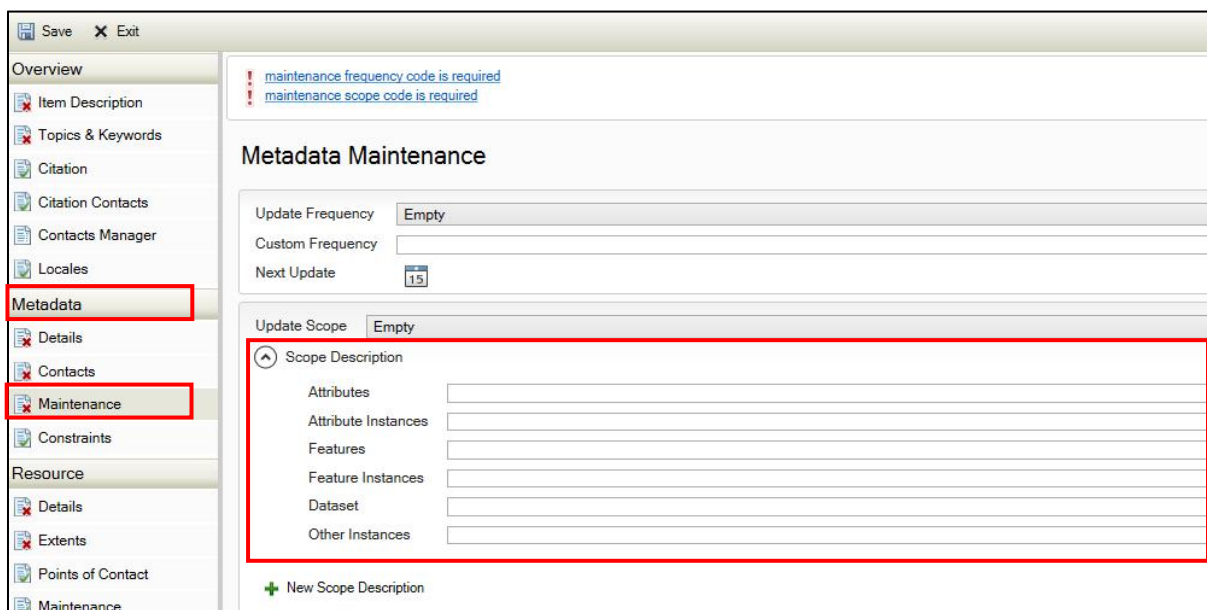 Save Exit
Overview
Item Description
Topics & Keywords
Citation
Citation Contacts
Contacts Manager
Locales
Metadata
Details
Contacts
Maintenance
Constraints
Resource
Details
Extents
Points of Contact
Maintenance
maintenance frequency code is required
maintenance scope code is required
Metadata Maintenance
Update Frequency Empty
Custom Frequency
Next Update 15
Update Scope Empty
Scope Description
Attributes
Attribute Instances
Features
Feature Instances
Dataset
Other Instances
New Scope Description